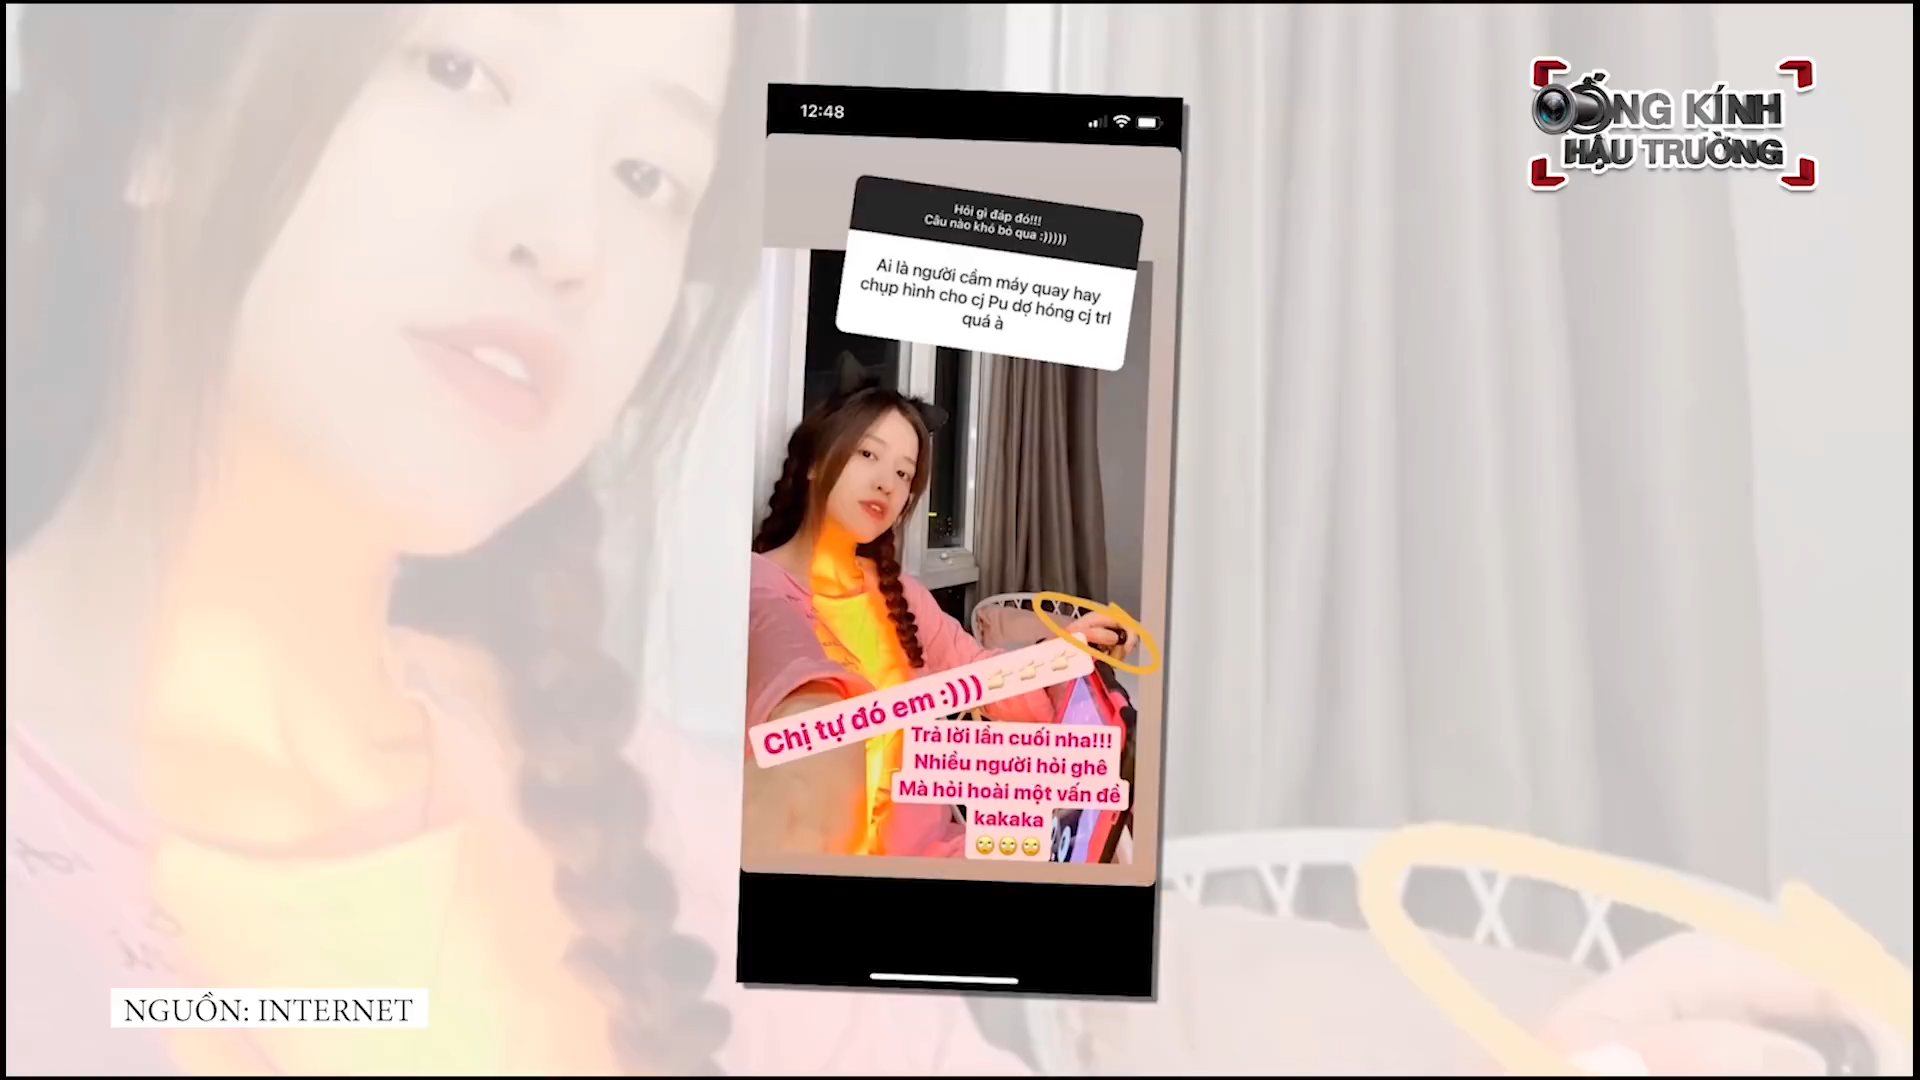 12:48
ỐNG KÍNH
HẬU TRƯỜNG
Hỏi gì đáp đó!!!
Câu nào khó bỏ qua :)))))
Ai là người cầm máy quay hay
chụp hình cho cj Pu dợ hóng cj trl
quá à
Chị tự đó em :))) 👉🏻👉🏻👉🏻
Trả lời lần cuối nha!!!
Nhiều người hỏi ghê
Mà hỏi hoài một vấn đề
kakaka
🙄🙄🙄
NGUỒN: INTERNET